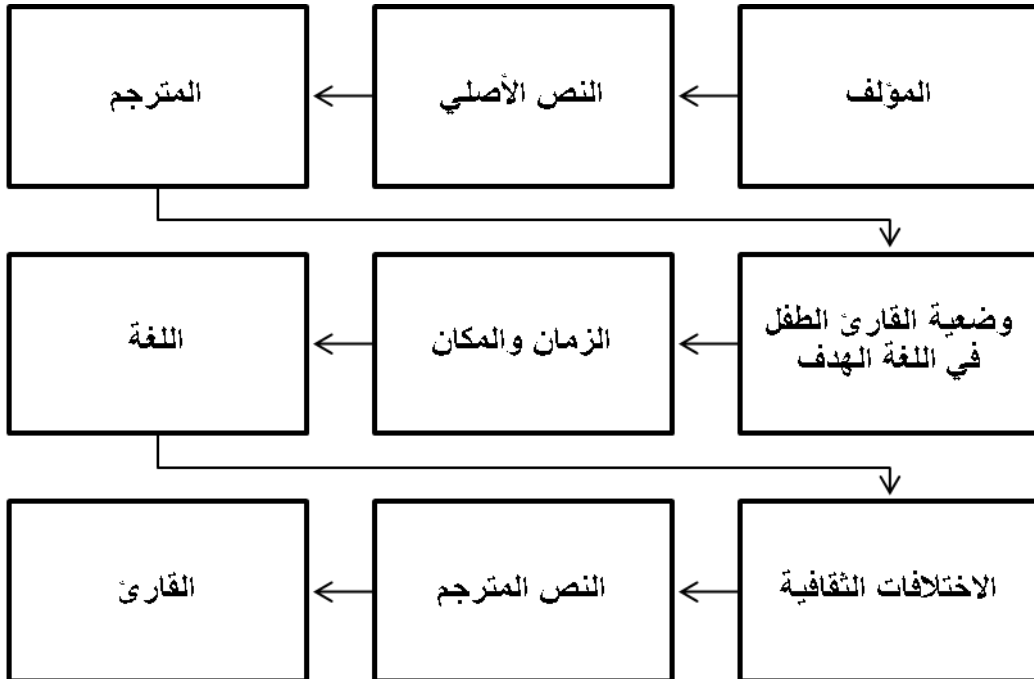 المؤلف
النص الأصلي
المترجم
وضعية القارئ الطفل
في اللغة الهدف
الزمان والمكان
اللغة
الاختلافات الثقافية
النص المترجم
القارئ